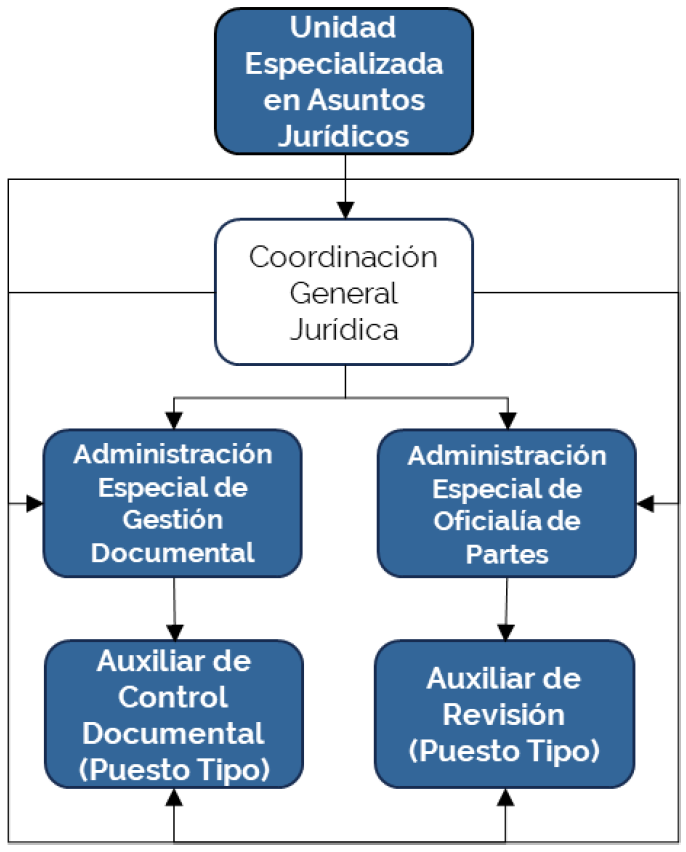 Unidad
Especializada
en Asuntos
Jurídicos
Coordinación
General
Jurídica
Administración
Especial de
Gestión
Documental
Administración
Especial de
Oficialía de
Partes
Auxiliar de
Control
Documental
(Puesto Tipo)
Auxiliar de
Revisión
(Puesto Tipo)